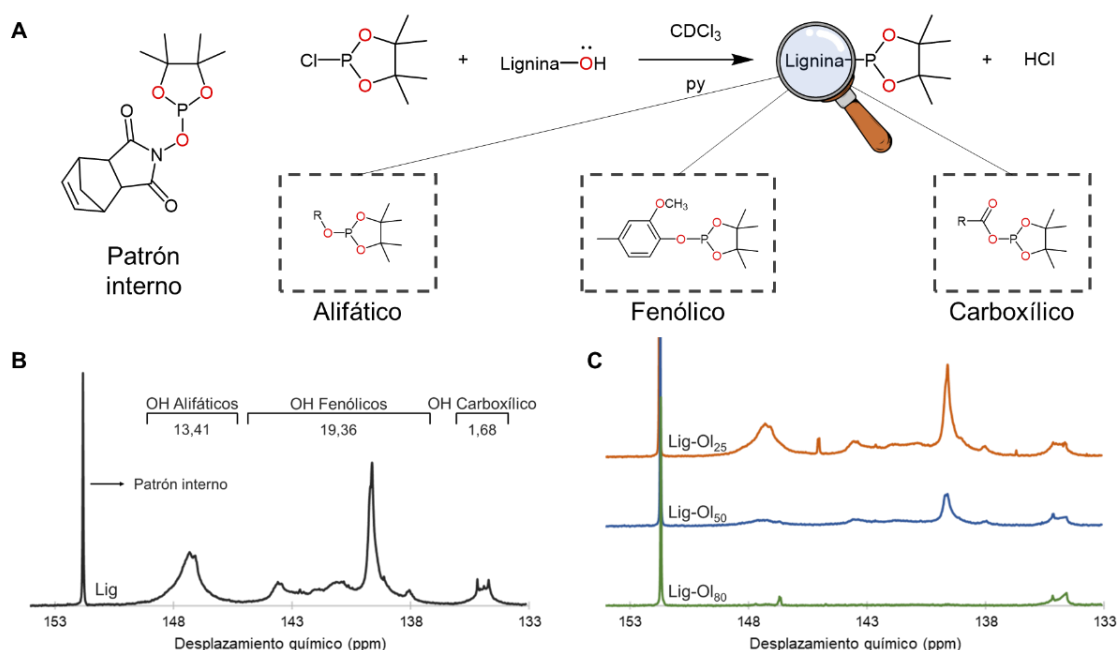 A
O
O
P
O
O
N
O
O
Patrón
interno
Cl
P
O
O
+
Lignina
OH
CDCl3
py
Lignina
P
O
O
+
HCl
R
O
P
O
O
Alifático
OCH3
O
P
O
O
Fenólico
R
O
O
P
O
O
Carboxílico
B
OH Alifáticos
13,41
OH Fenólicos
19,36
OH Carboxílico
1,68
Patrón interno
Lig
153
148
143
138
133
Desplazamiento químico (ppm)
C
Lig-Ol25
Lig-Ol50
Lig-Ol80
153
148
143
138
133
Desplazamiento químico (ppm)